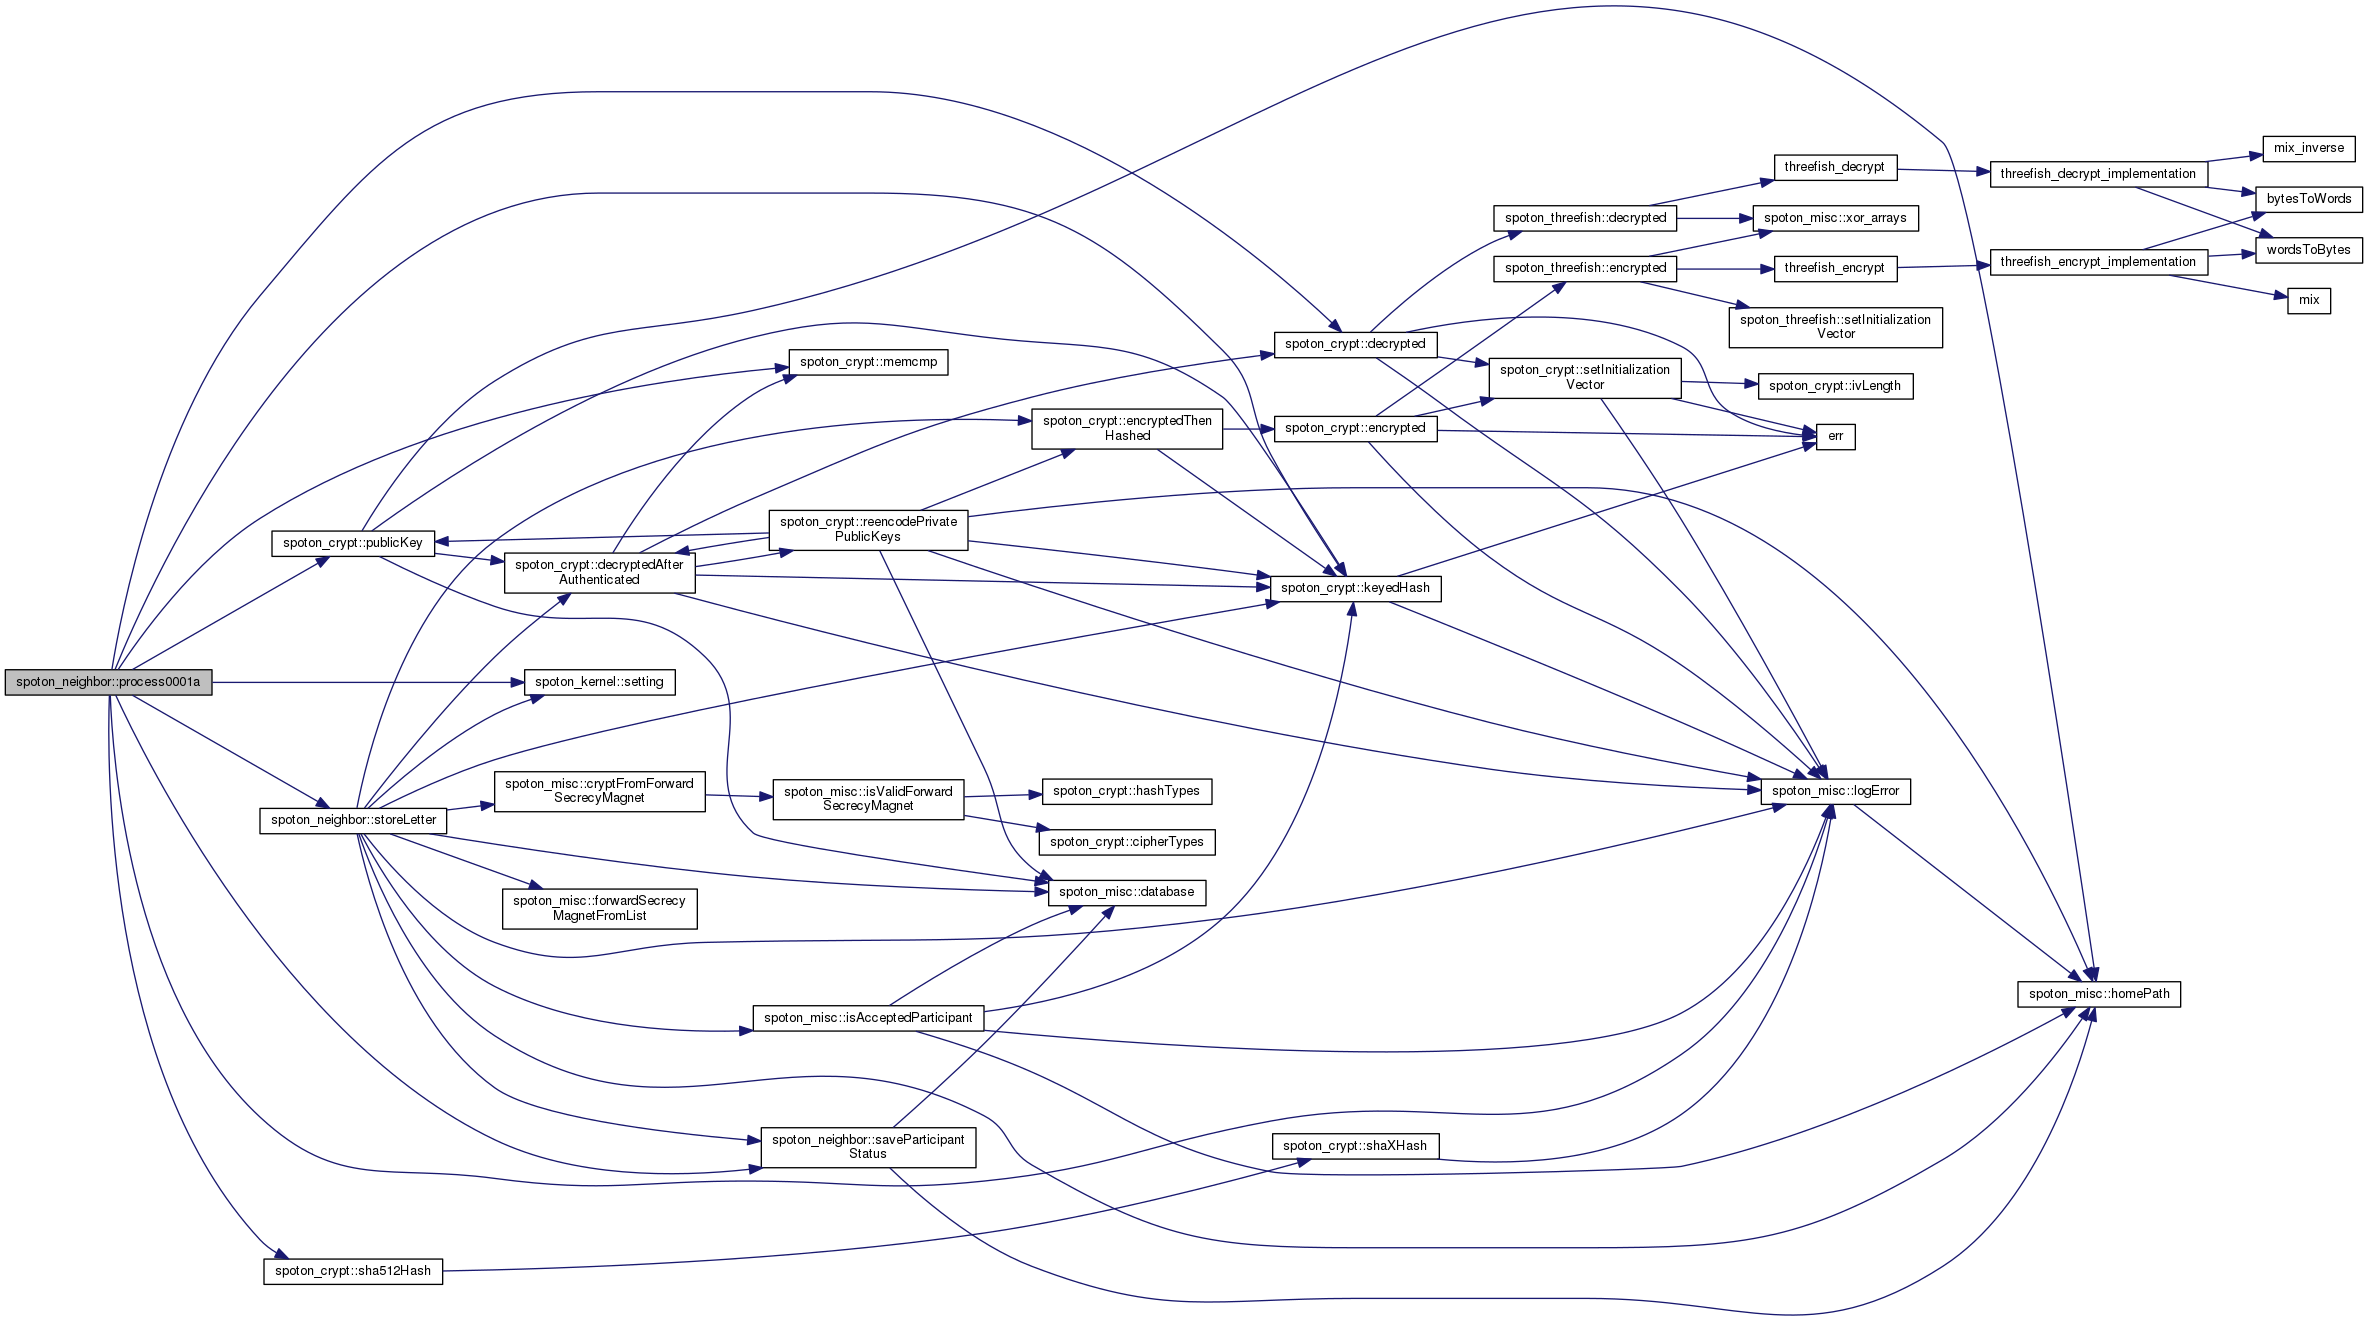 spoton_neighbor::process0001a
spoton_crypt::publicKey
spoton_neighbor::storeLetter
spoton_crypt::sha512Hash
spoton_crypt::decryptedAfter
Authenticated
spoton_kernel::setting
spoton_misc::cryptFromForward
SecrecyMagnet
spoton_misc::forwardSecrecy
MagnetFromList
spoton_crypt::memcmp
spoton_crypt::reencodePrivate
PublicKeys
spoton_misc::isValidForward
SecrecyMagnet
spoton_misc::isAcceptedParticipant
spoton_neighbor::saveParticipant
Status
spoton_crypt::encryptedThen
Hashed
spoton_crypt::hashTypes
spoton_crypt::cipherTypes
spoton_misc::database
spoton_crypt::decrypted
spoton_crypt::encrypted
spoton_crypt::keyedHash
spoton_crypt::shaXHash
spoton_threefish::decrypted
spoton_threefish::encrypted
spoton_crypt::setInitialization
Vector
threefish_decrypt
spoton_misc::xor_arrays
threefish_encrypt
spoton_threefish::setInitialization
Vector
spoton_crypt::ivLength
err
spoton_misc::logError
threefish_decrypt_implementation
threefish_encrypt_implementation
spoton_misc::homePath
mix_inverse
bytesToWords
wordsToBytes
mix